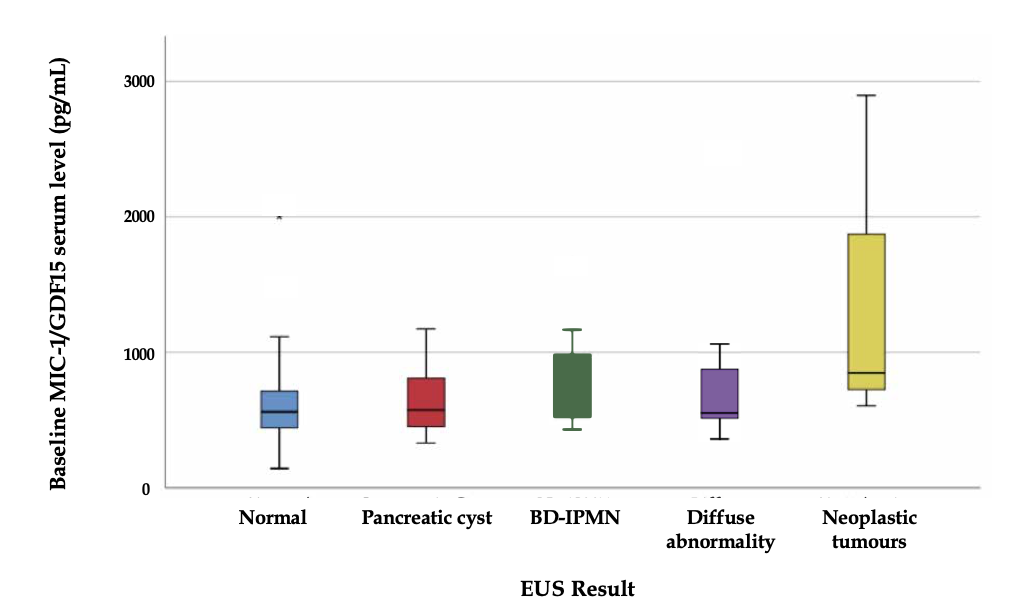 Baseline MIC-1/GDF15 serum level (pg/mL)
3000
2000
1000
0
Normal
Pancreatic cyst
BD-IPMN
Diffuse
abnormality
Neoplastic
tumours
EUS Result